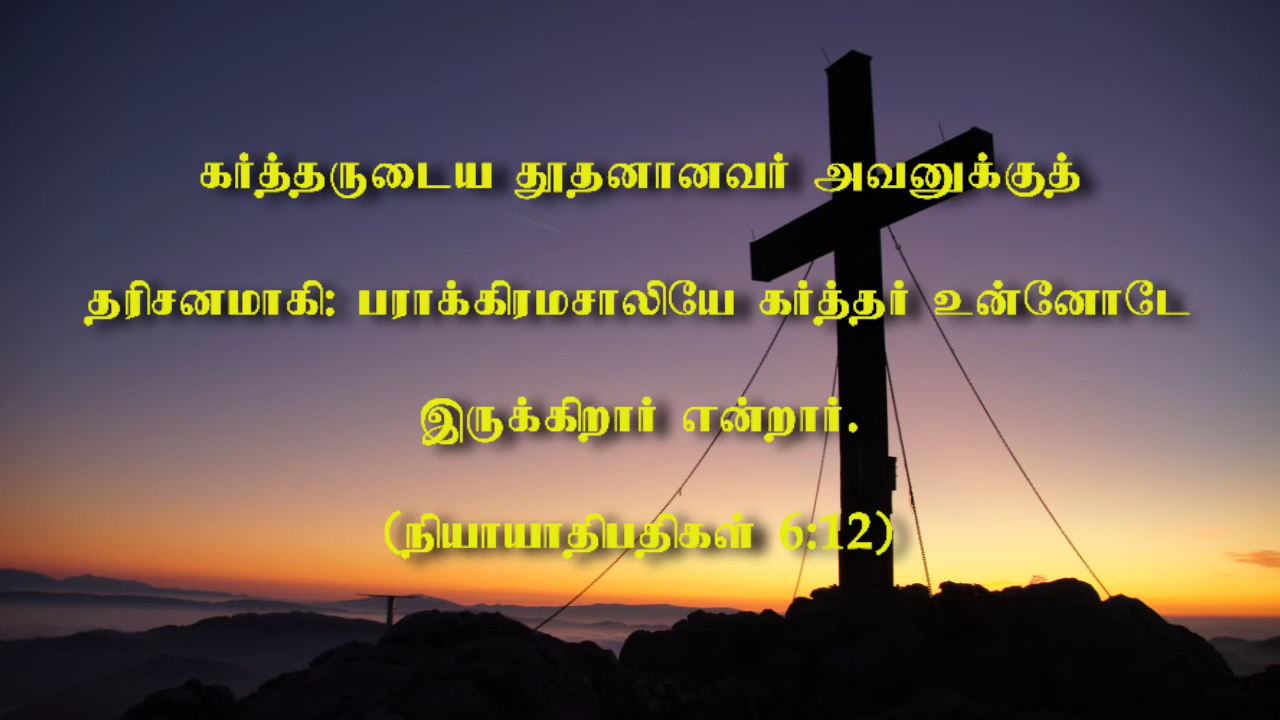 கர்த்தருடைய தூதனானவர் அவனுக்குத்
தரிசனமாகி: பராக்கிரமசாலியே கர்த்தர் உன்னோடே
இருக்கிறார் என்றார்.
(நியாயாதிபதிகள் 6:12)